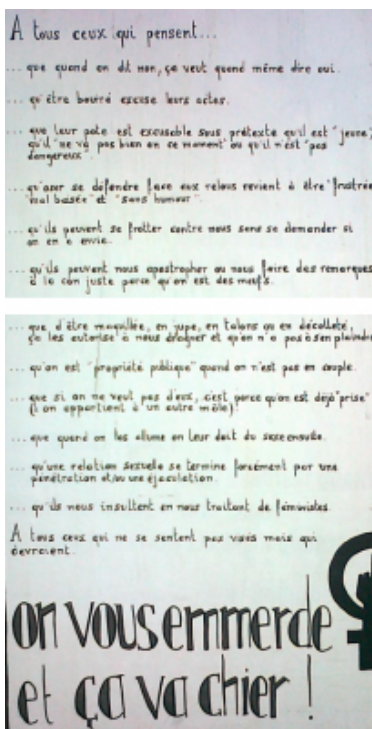 A tous ceux qui pensent...
... que quand on dit non, ça veut quand même dire oui.
... qu'être bourré excuse leurs actes.
... que leur pote est excusable sous prétexte qu'il est "jeune",
qu'il "ne va pas bien en ce moment" ou qu'il n'est "pas
dangereux".
... qu'oser se défendre face aux relous revient à être "frustrée",
"mal baisée" et "sans humour".
... qu'ils peuvent se frotter contre nous sans se demander si
on en a envie.
... qu'ils peuvent nous apostropher ou nous faire des remarques
à la con juste parce qu'on est des meufs.
... que, d'être maquillée, en jupe, en talons ou en décolleté,
ça les autorise à nous draguer et qu'on n'a pas à s'en plaindre
... qu'on est "propriété publique" quand on n'est pas en couple.
... que si on ne veut pas d'eux, c'est parce qu'on est déjà "prise"
(i on appartient à un autre mâle)!
... que quand on les allume on leur doit du sexe ensuite.
... qu'une relation sexuelle se termine forcément par une
pénétration et/ou une éjaculation.
... qu'ils nous insultent en nous traitant de féministes.
A tous ceux qui ne se sentent pas visés mais qui
devraient.
on vous emmerde
et ça va chier !